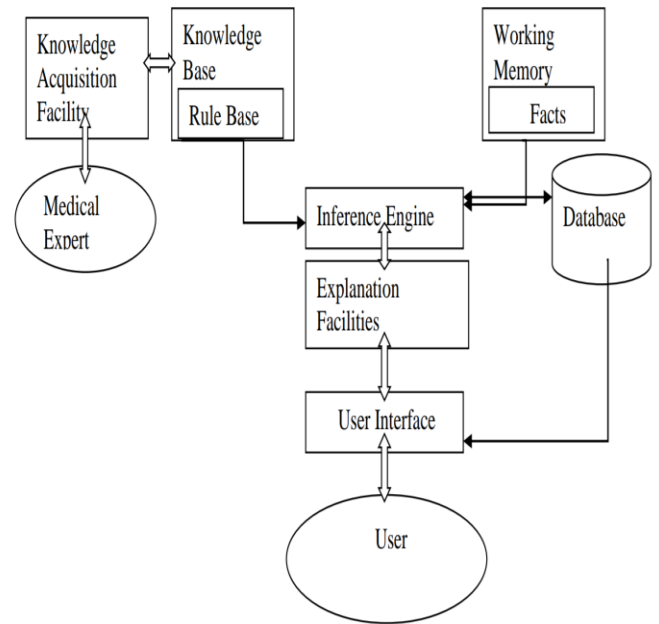 Knowledge
Acquisition
Facility
Knowledge
Base
Rule Base
Working
Memory
Facts
Medical
Expert
Inference Engine
Database
Explanation
Facilities
User Interface
User